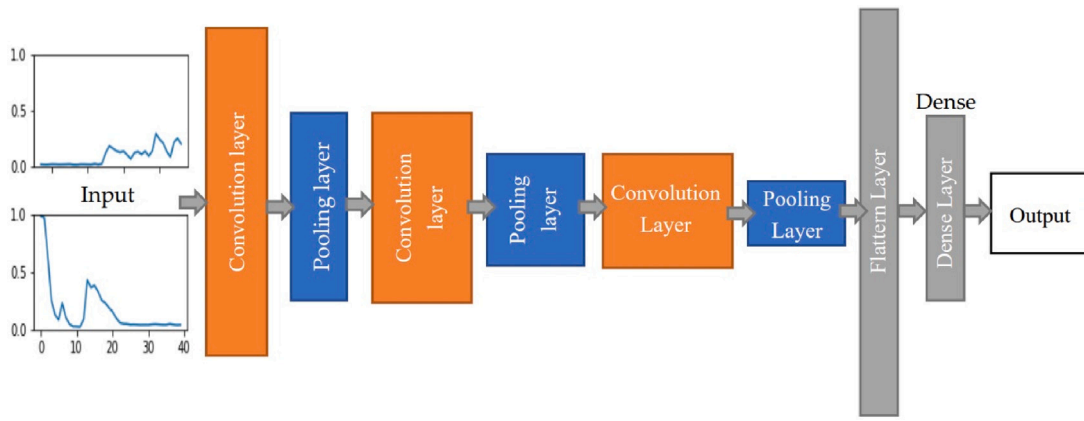 1.0
0.5
0.0
Input
1.0
0.5
0.0
0
10
20
30
40
Convolution layer
Pooling layer
Convolution
layer
Pooling
layer
Convolution
Layer
Pooling
Layer
Flattern Layer
Dense
Dense Layer
Output